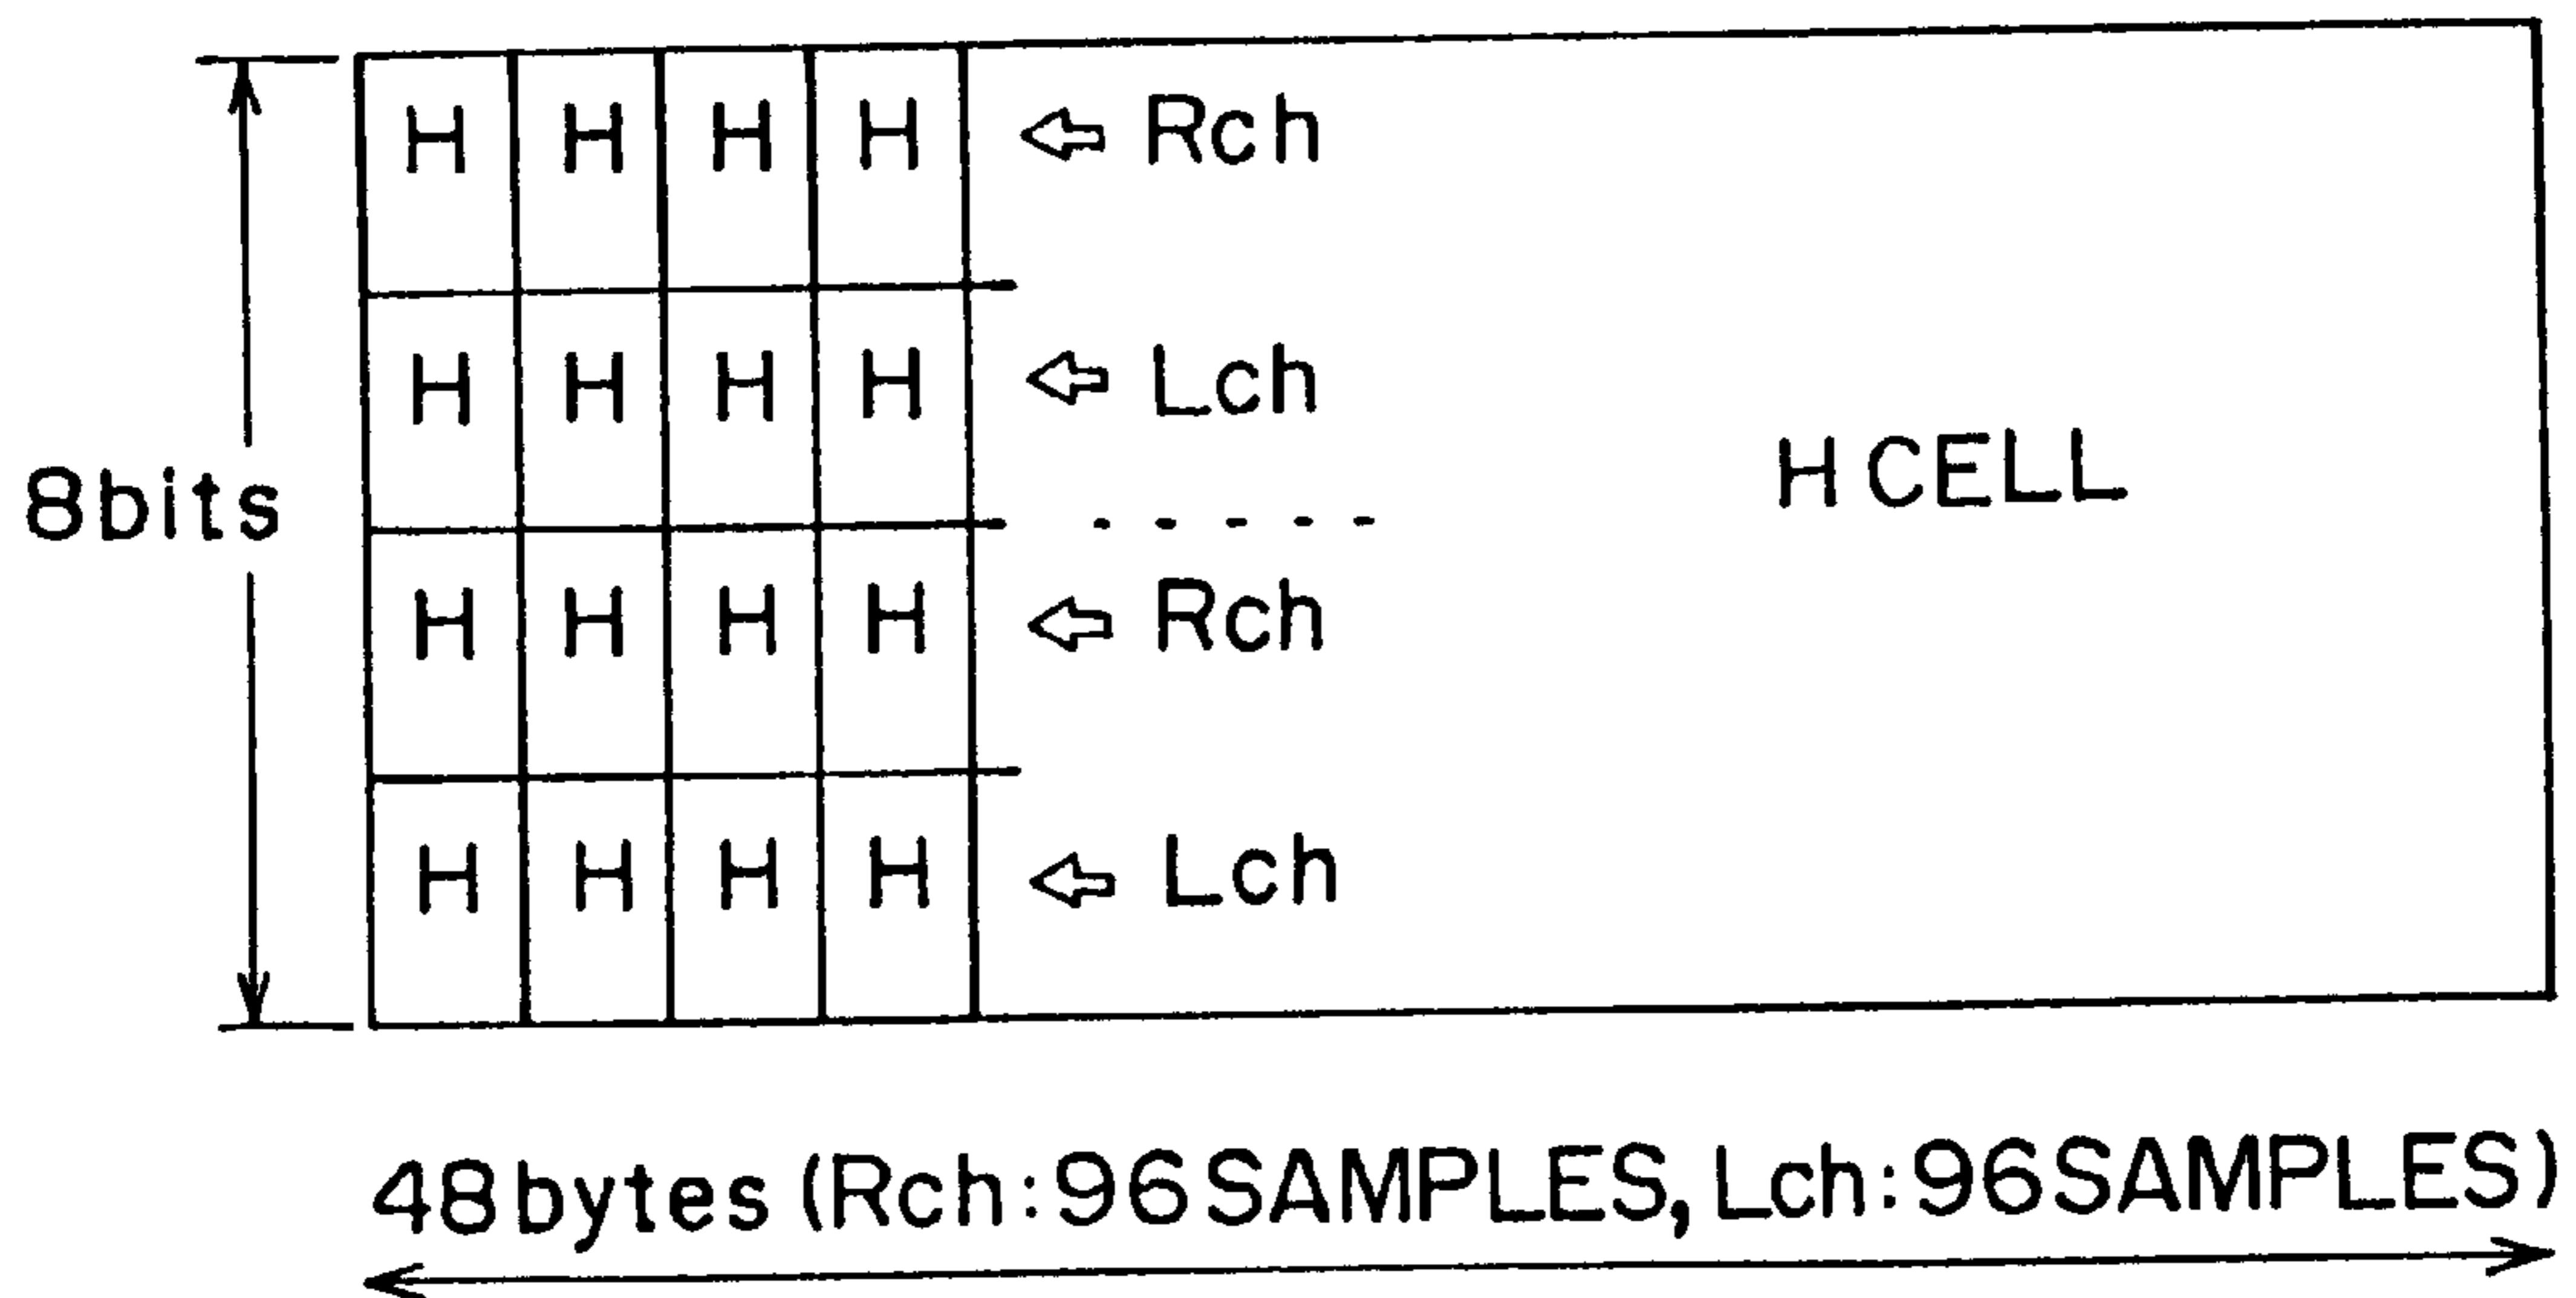 H H H H ⇦ Rch
H H H H ⇦ Lch
8bits
H CELL
H H H H ⇦ Rch
H H H H ⇦ Lch
48bytes (Rch:96SAMPLES, Lch:96SAMPLES)